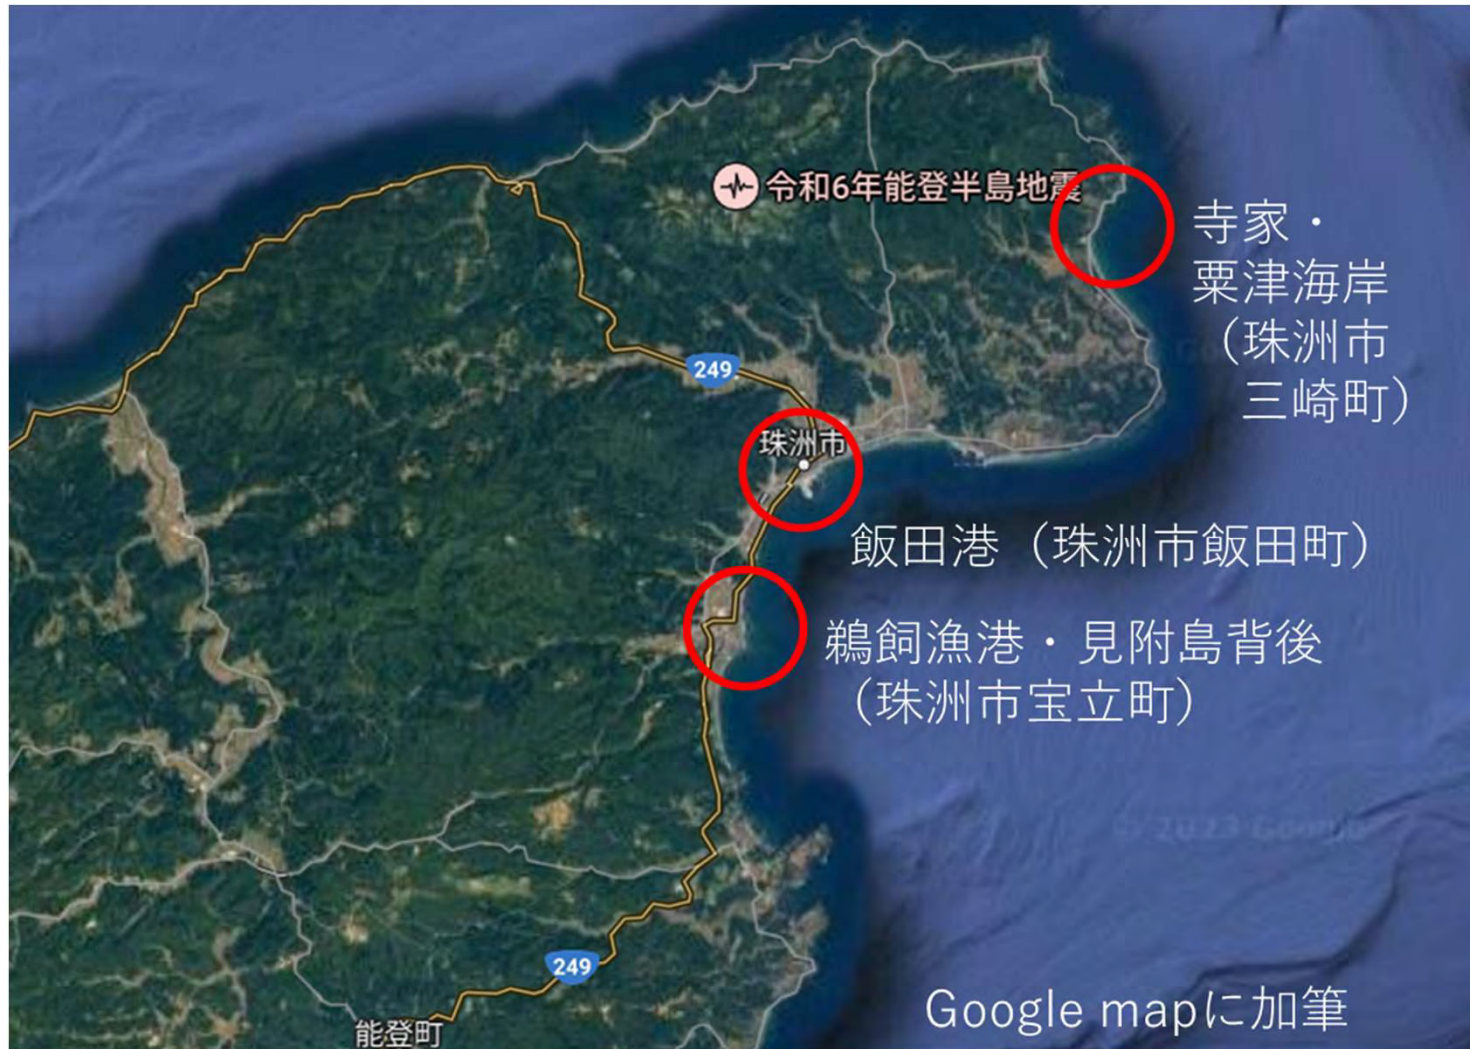 令和6年能登半島地震
寺家・
粟津海岸
（珠洲市
三崎町）
249
珠洲市
飯田港（珠洲市飯田町）
鵜飼漁港・見附島背後
（珠洲市宝立町）
© 2023 Google
249
Google mapに加筆
能登町